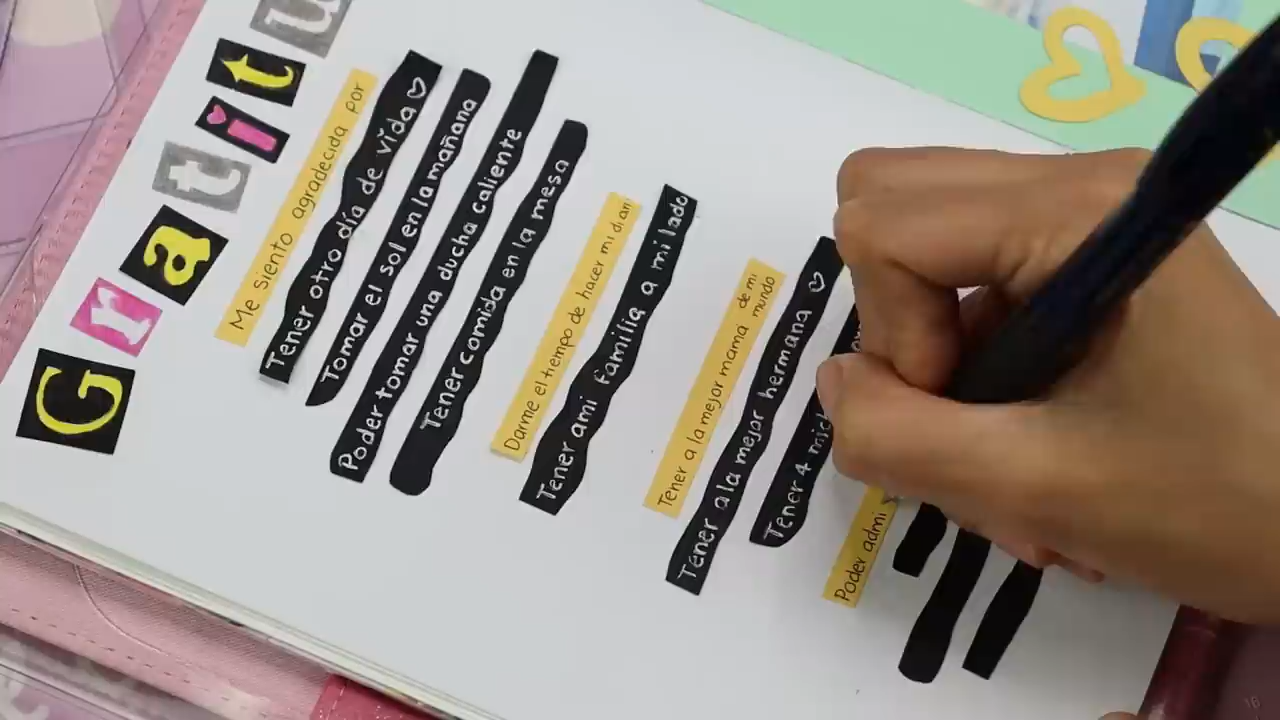 Gratitu
Me siento agradecida por
Tener otro día de vida ♡
Tomar el sol en la mañana
Poder tomar una ducha caliente
Tener comida en la mesa
Darme el tiempo de hacer mi diari
Tener ami familia a mi lado
Tener a la mejor mamá de mi
mundo
Tener a la mejor hermana ♡
Tener 4 mich
Poder admi